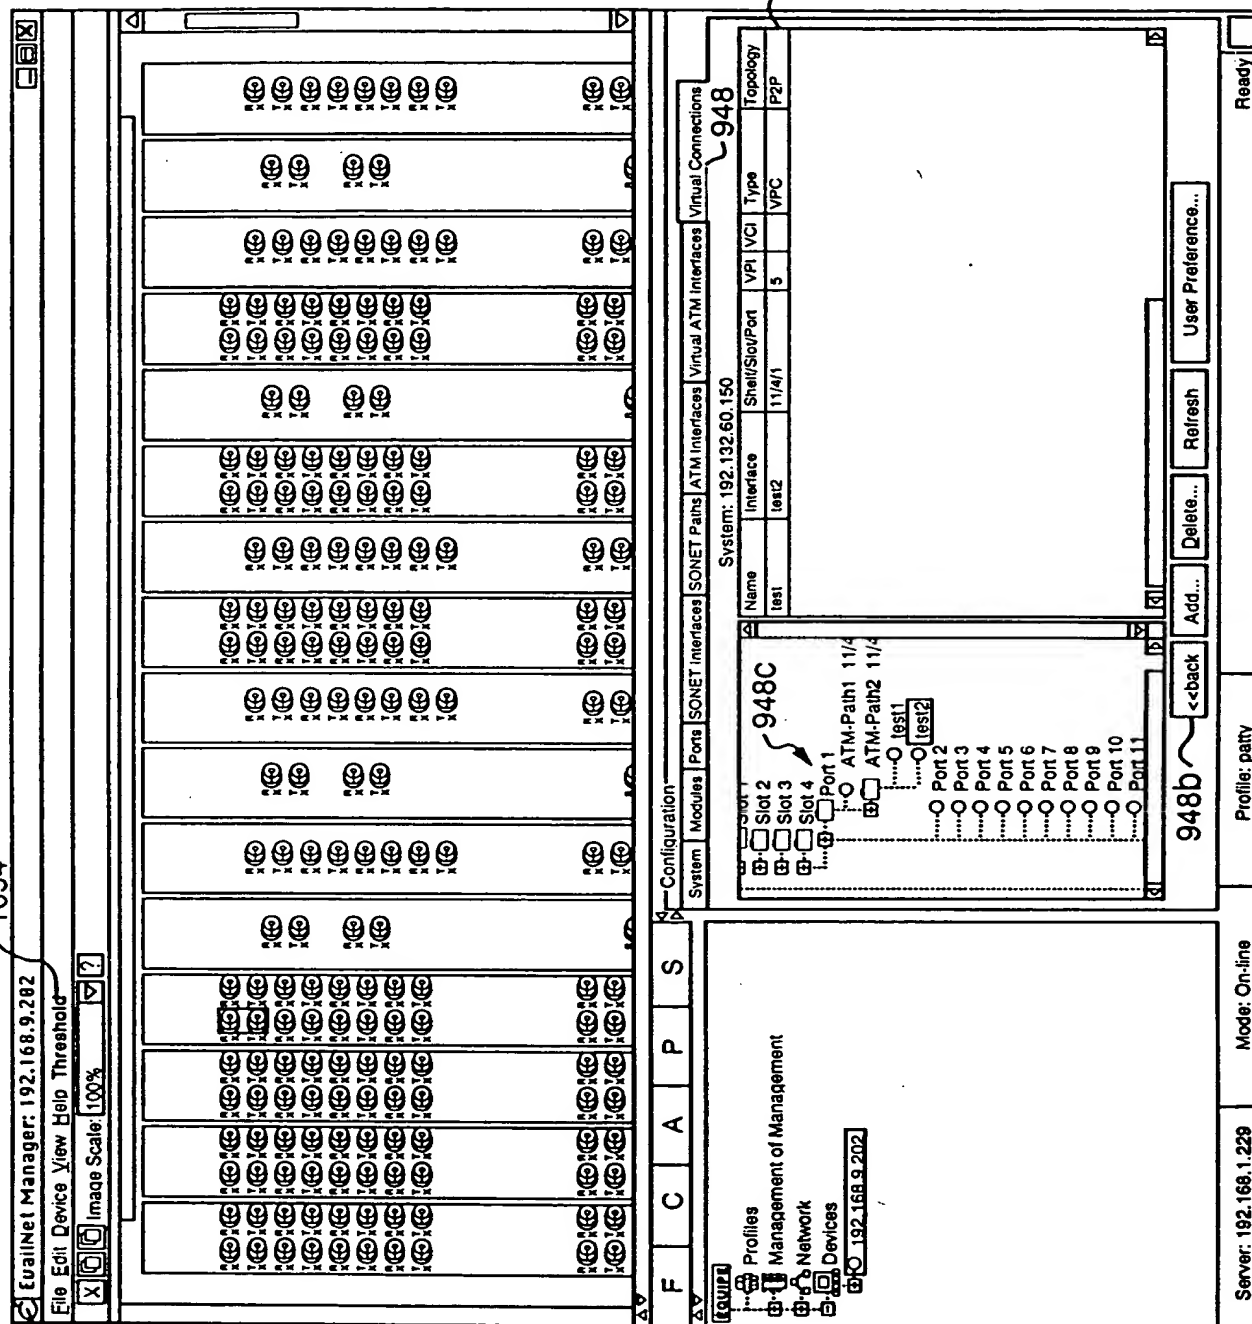 EuailNet Manager: 192.168.9.202
File Edit Device View Help Threshold
Image Scale: 100%
?
F C A P S
EQUIPE
Profiles
Management of Management
Network
Devices
192.168.9.202
Configuration
System Modules Ports SONET Interfaces SONET Paths ATM Interfaces Virtual ATM Interfaces Virtual Connections
948
System: 192.132.60.150
Slot 2
Slot 3
Slot 4
948C
Port 1
ATM-Path1 11/4
ATM-Path2 11/4
test1
test2
Port 2
Port 3
Port 4
Port 5
Port 6
Port 7
Port 8
Port 9
Port 10
Port 11
Name Interface Shelf/Slot/Port VPI VCI Type Topology
test test2 11/4/1 5 VPC P2P
948b
<<back Add... Delete... Refresh User Preference...
Server: 192.168.1.229 Mode: On-line Profile: patty Ready